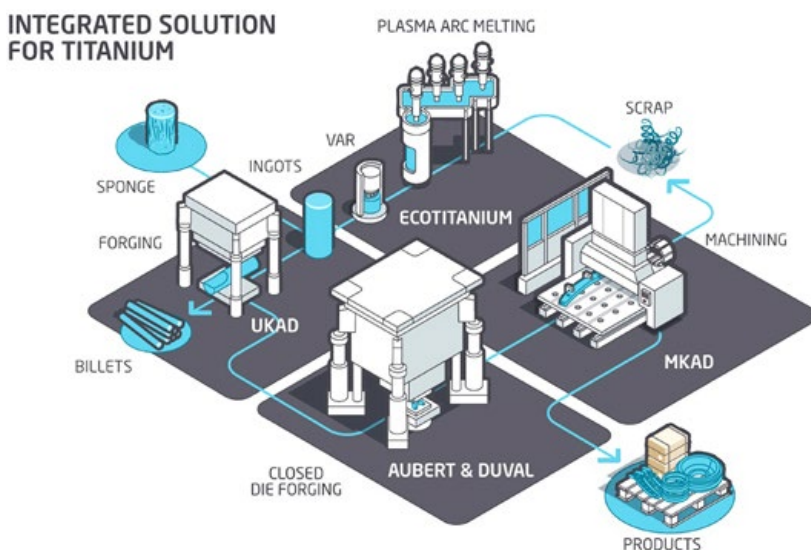 INTEGRATED SOLUTION
FOR TITANIUM
PLASMA ARC MELTING
SCRAP
VAR
INGOTS
SPONGE
ECOTITANIUM
FORGING
MACHINING
UKAD
BILLETS
MKAD
CLOSED
DIE FORGING
AUBERT & DUVAL
PRODUCTS